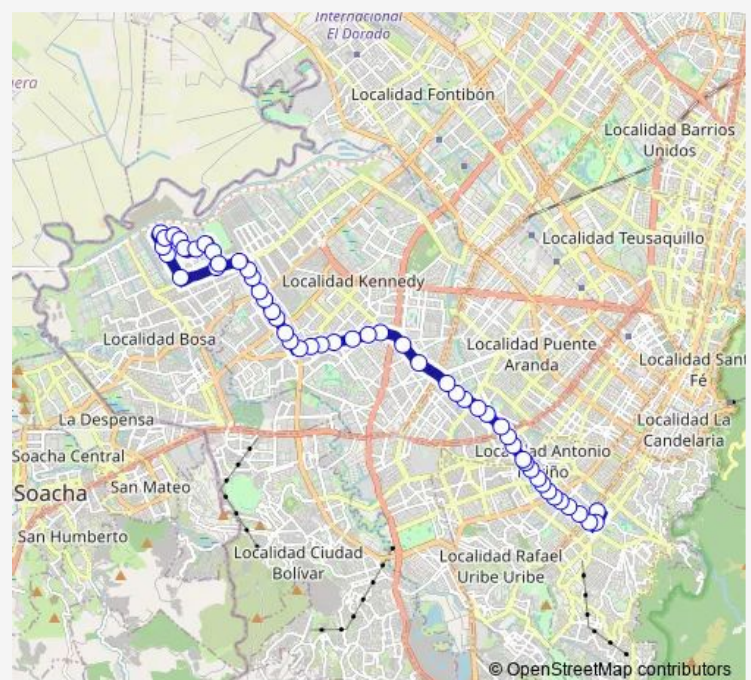 Internacional
El Dorado
Localidad Fontibón
Localidad Barrios
Unidos
Localidad Teusaquillo
Localidad Kennedy
Localidad Bosa
Localidad Puente
Aranda
Localidad Sant
Fé
La Despensa
Localidad La
Candelaria
Soacha Central
Localidad Antonio
Soacha
San Mateo
San Humberto
Localidad Ciudad
Bolívar
Localidad Rafael
Uribe Uribe
© OpenStreetMap contributors